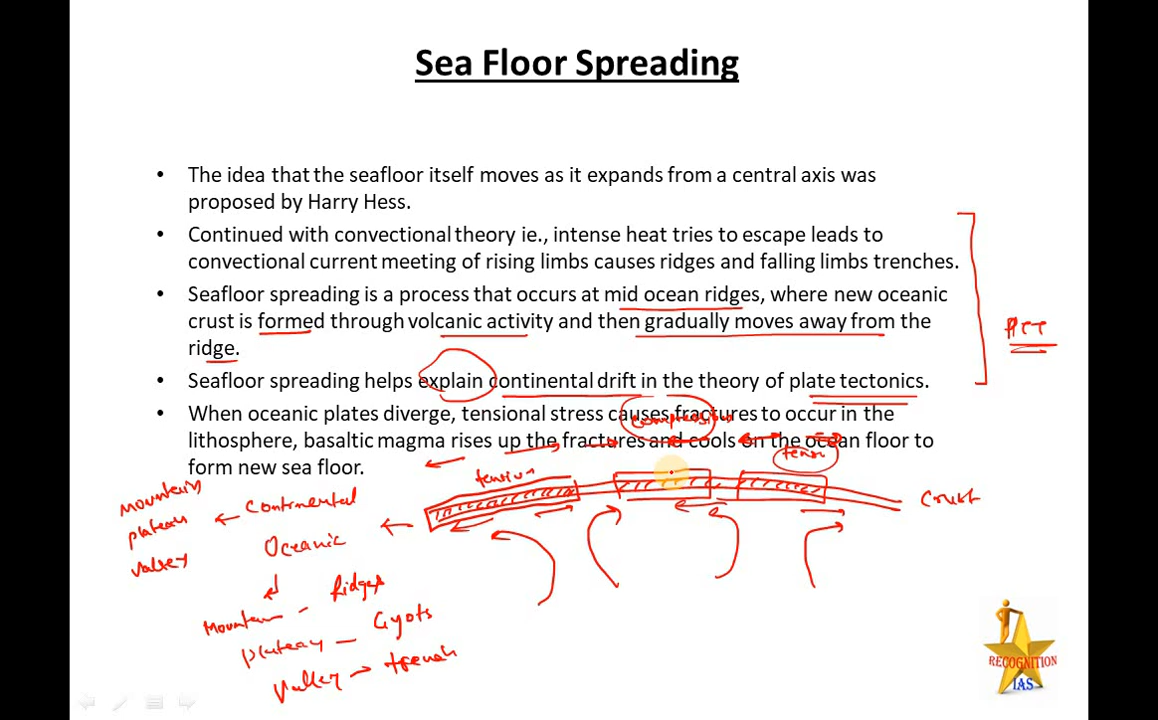 Sea Floor Spreading
• The idea that the seafloor itself moves as it expands from a central axis was
proposed by Harry Hess.
• Continued with convectional theory ie., intense heat tries to escape leads to
convectional current meeting of rising limbs causes ridges and falling limbs trenches.
• Seafloor spreading is a process that occurs at mid ocean ridges, where new oceanic
crust is formed through volcanic activity and then gradually moves away from the
ridge.
PCT
• Seafloor spreading helps explain continental drift in the theory of plate tectonics.
• When oceanic plates diverge, tensional stress causes fractures to occur in the
lithosphere, basaltic magma rises up the fractures and cools on the ocean floor to
form new sea floor.
tension
Crust
Continental
mountain
plateau
valley
Oceanic
Mountain - Ridges
plateau - Gyots
valley → trench
RECOGNITION
IAS